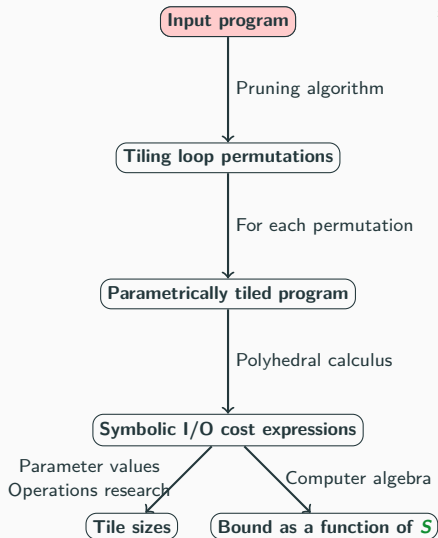 Input program
Pruning algorithm
Tiling loop permutations
For each permutation
Parametrically tiled program
Polyhedral calculus
Symbolic I/O cost expressions
Parameter values
Operations research
Computer algebra
Tile sizes
Bound as a function of S